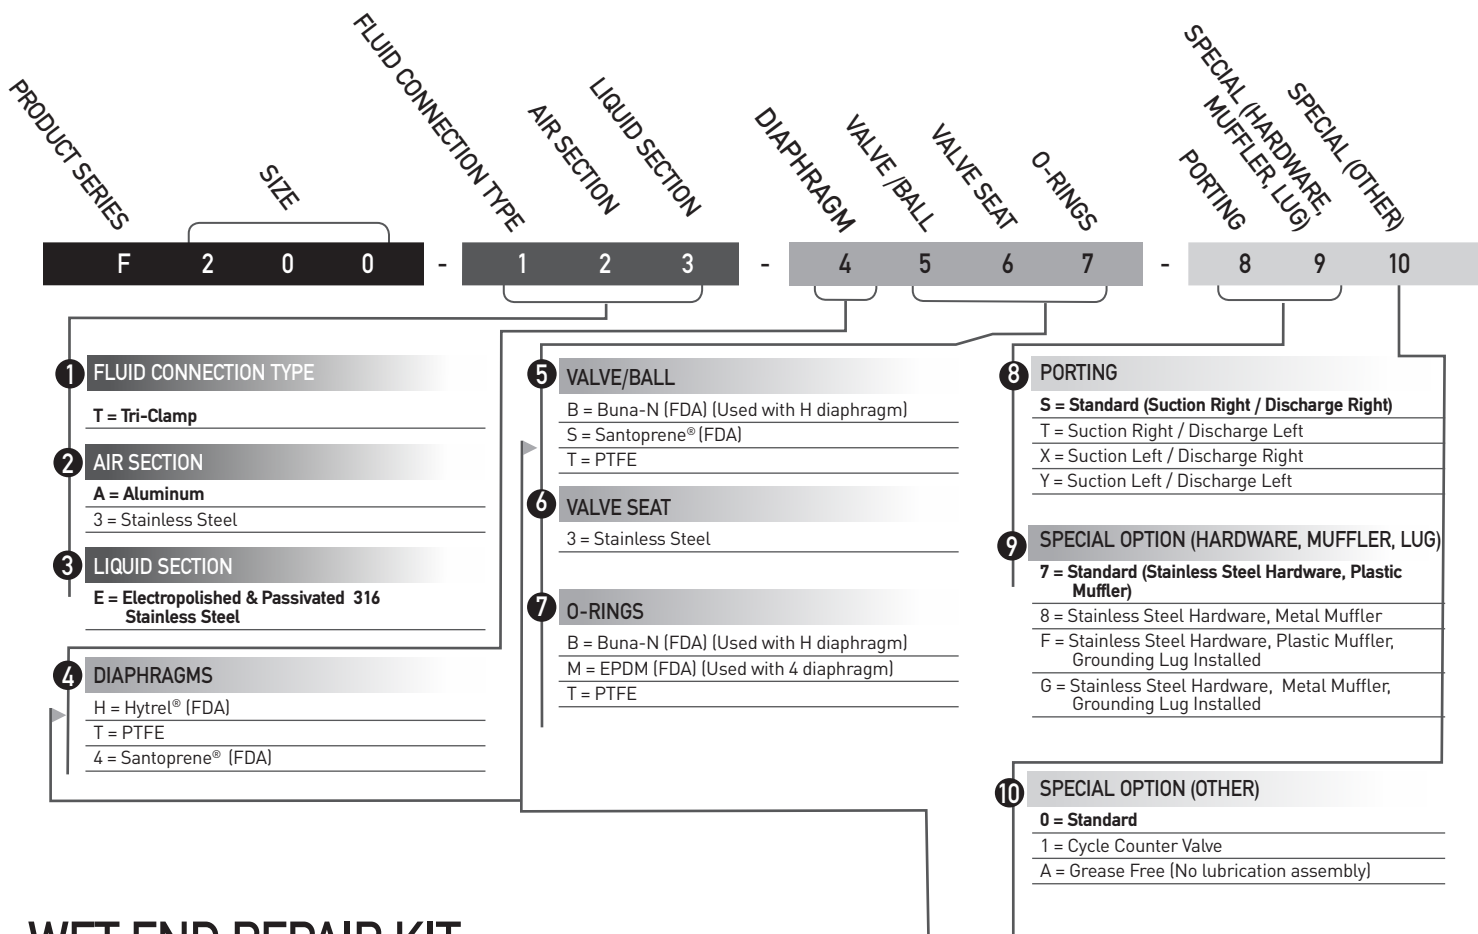 PRODUCT SERIES
SIZE
FLUID CONNECTION TYPE
AIR SECTION
LIQUID SECTION
DIAPHRAGM
VALVE /BALL
VALVE SEAT
O-RINGS
PORTING
SPECIAL (HARDWARE,
MUFFLER, LUG)
SPECIAL (OTHER)
F 2 0 0 - 1 2 3 - 4 5 6 7 - 8 9 10
1 FLUID CONNECTION TYPE
T = Tri-Clamp
2 AIR SECTION
A = Aluminum
3 = Stainless Steel
3 LIQUID SECTION
E = Electropolished & Passivated 316
Stainless Steel
4 DIAPHRAGMS
H = Hytrel® (FDA)
T = PTFE
4 = Santoprene® (FDA)
5 VALVE/BALL
B = Buna-N (FDA) (Used with H diaphragm)
S = Santoprene® (FDA)
T = PTFE
6 VALVE SEAT
3 = Stainless Steel
7 O-RINGS
B = Buna-N (FDA) (Used with H diaphragm)
M = EPDM (FDA) (Used with 4 diaphragm)
T = PTFE
8 PORTING
S = Standard (Suction Right / Discharge Right)
T = Suction Right / Discharge Left
X = Suction Left / Discharge Right
Y = Suction Left / Discharge Left
9 SPECIAL OPTION (HARDWARE, MUFFLER, LUG)
7 = Standard (Stainless Steel Hardware, Plastic
Muffler)
8 = Stainless Steel Hardware, Metal Muffler
F = Stainless Steel Hardware, Plastic Muffler,
Grounding Lug Installed
G = Stainless Steel Hardware, Metal Muffler,
Grounding Lug Installed
10 SPECIAL OPTION (OTHER)
0 = Standard
1 = Cycle Counter Valve
A = Grease Free (No lubrication assembly)
WET END REPAIR KIT